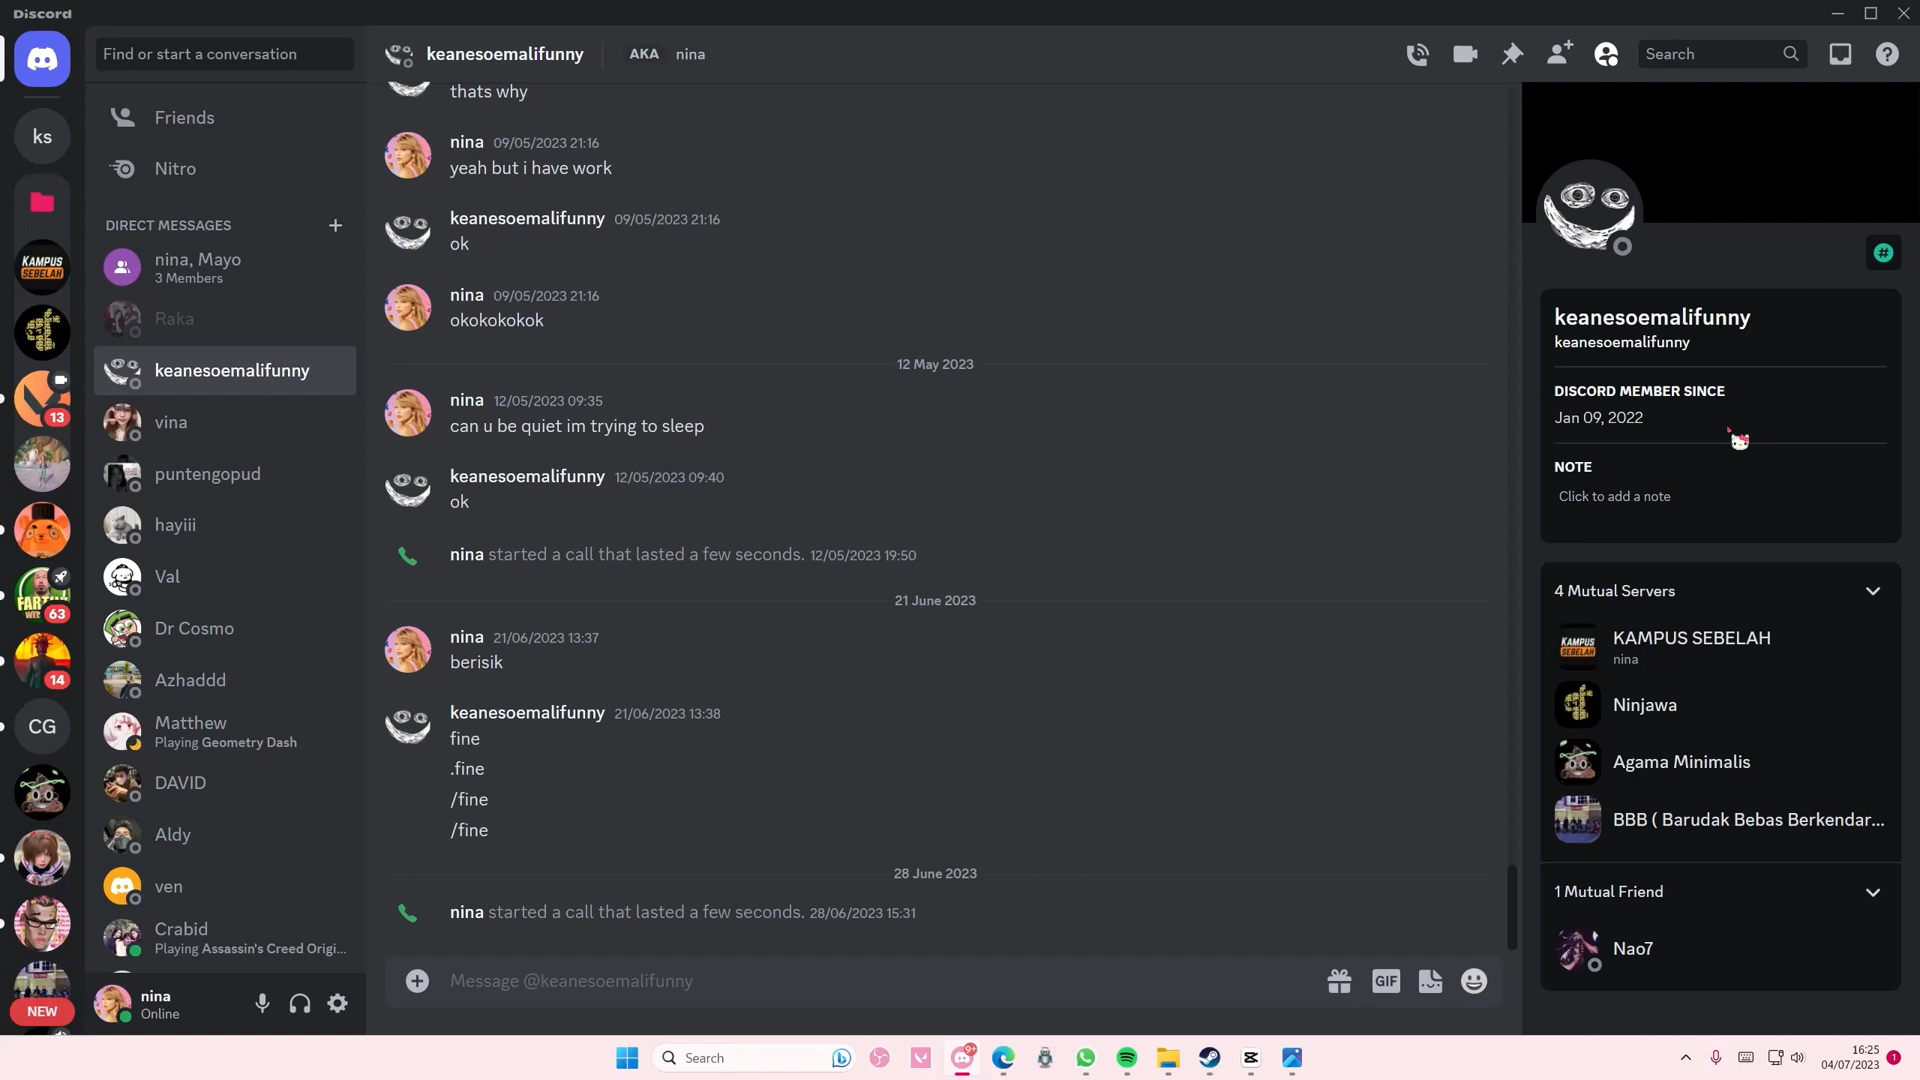 Discord
Find or start a conversation
keanesoemalifunny
AKA nina
Search
ks
KAMPUS SEBELAH
13
63
14
CG
NEW
Friends
Nitro
DIRECT MESSAGES
nina, Mayo
3 Members
Raka
keanesoemalifunny
vina
puntengopud
hayiii
Val
Dr Cosmo
Azhaddd
Matthew
Playing Geometry Dash
DAVID
Aldy
ven
Crabid
Playing Assassin's Creed Origi...
nina
Online
thats why
nina 09/05/2023 21:16
yeah but i have work
keanesoemalifunny 09/05/2023 21:16
ok
nina 09/05/2023 21:16
okokokokok
12 May 2023
nina 12/05/2023 09:35
can u be quiet im trying to sleep
keanesoemalifunny 12/05/2023 09:40
ok
nina started a call that lasted a few seconds. 12/05/2023 19:50
21 June 2023
nina 21/06/2023 13:37
berisik
keanesoemalifunny 21/06/2023 13:38
fine
.fine
/fine
/fine
28 June 2023
nina started a call that lasted a few seconds. 28/06/2023 15:31
Message @keanesoemalifunny
GIF
keanesoemalifunny
keanesoemalifunny
DISCORD MEMBER SINCE
Jan 09, 2022
NOTE
Click to add a note
4 Mutual Servers
KAMPUS SEBELAH
KAMPUS SEBELAH
nina
Ninjawa
Agama Minimalis
BBB ( Barudak Bebas Berkendar...
1 Mutual Friend
Nao7
Search
9+
16:25
04/07/2023
1